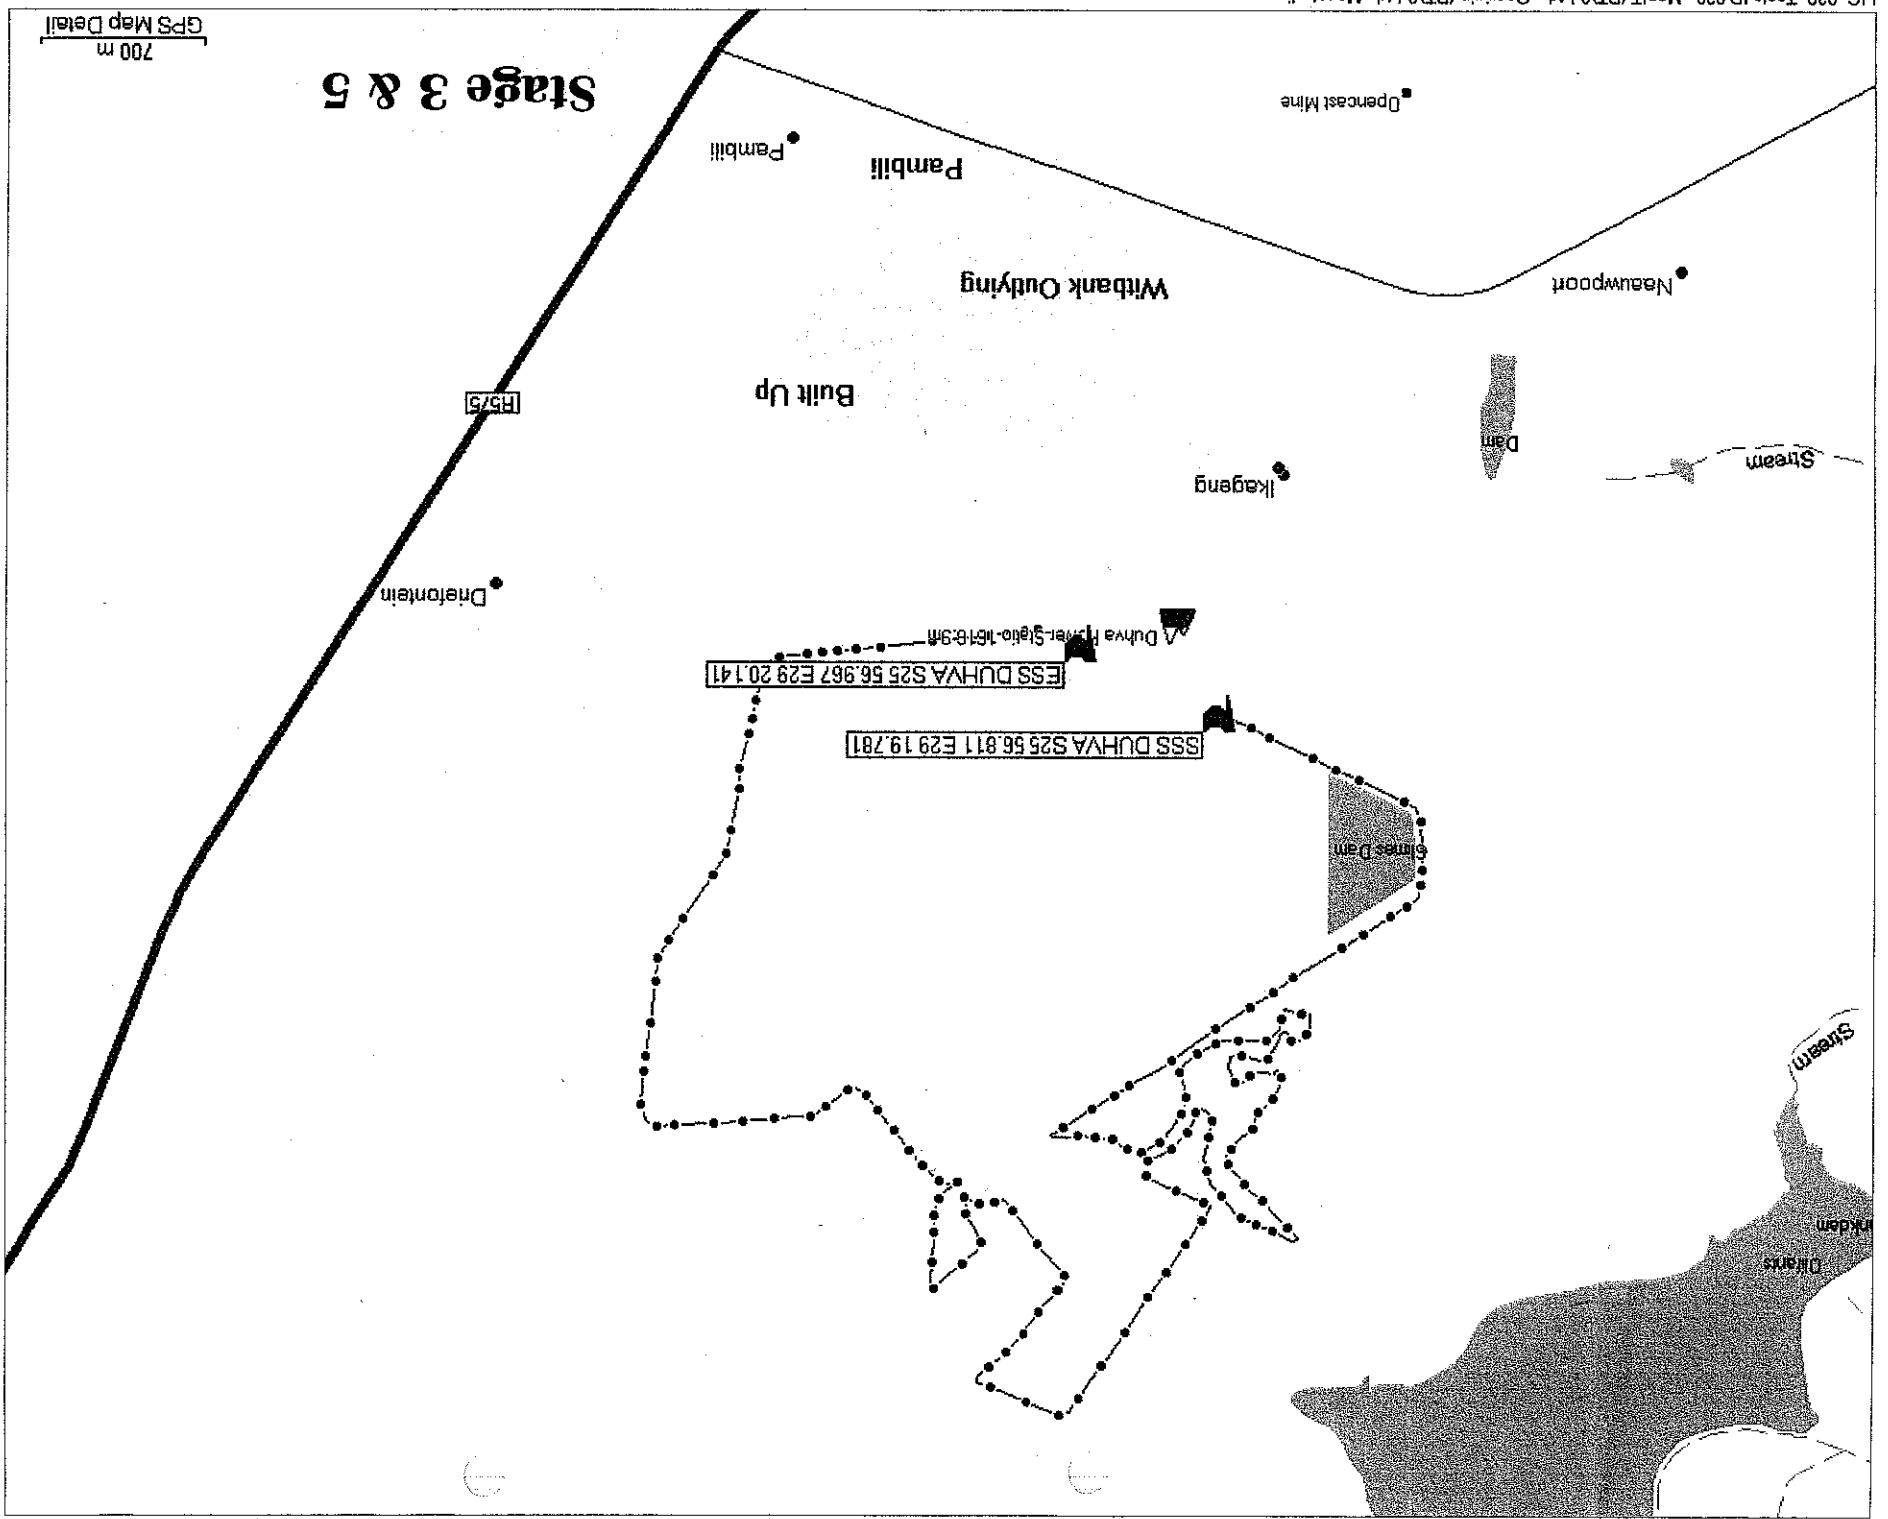 Olifants
Stream
Slimes Dam
SSS DUHVA S25 56.811 E29 19.781
ESS DUHVA S25 56.967 E29 20.141
Driefontein
Ikageng
Stream
Dam
R575
Built Up
Witbank Outlying
Naauwpoort
Pambili
Pambili
Opencast Mine
Stage 3 & 5
700 m
GPS Map Detail